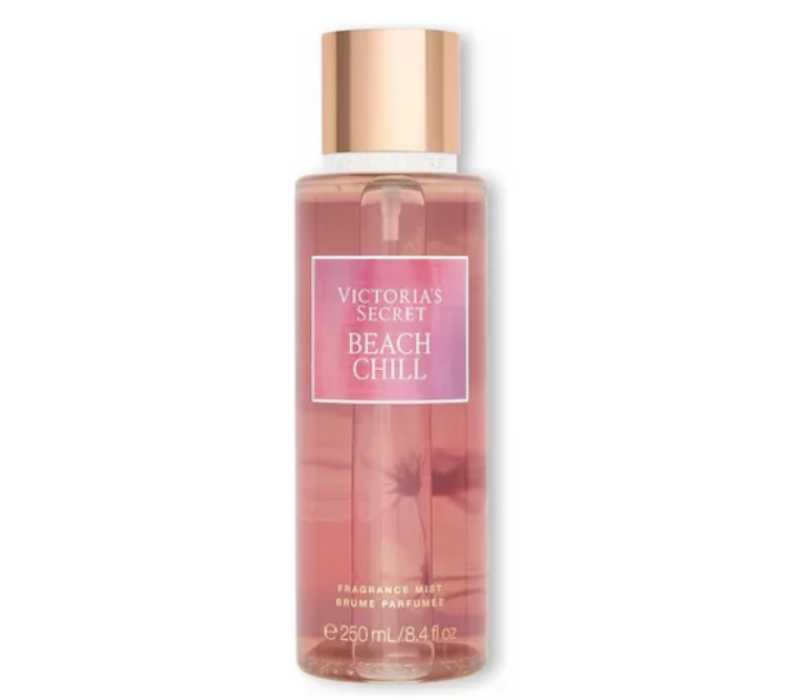 VICTORIA'S
SECRET
BEACH
CHILL
FRAGRANCE MIST
BRUME PARFUMÉE
℮ 250 mL/8.4 fl oz